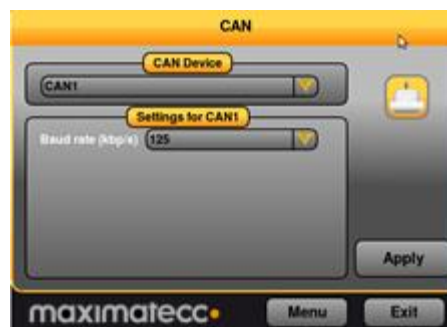 CAN
CAN Device
CAN1
Settings for CAN1
Baud rate (kbp/s) 125
Apply
maximatecc
Menu
Exit